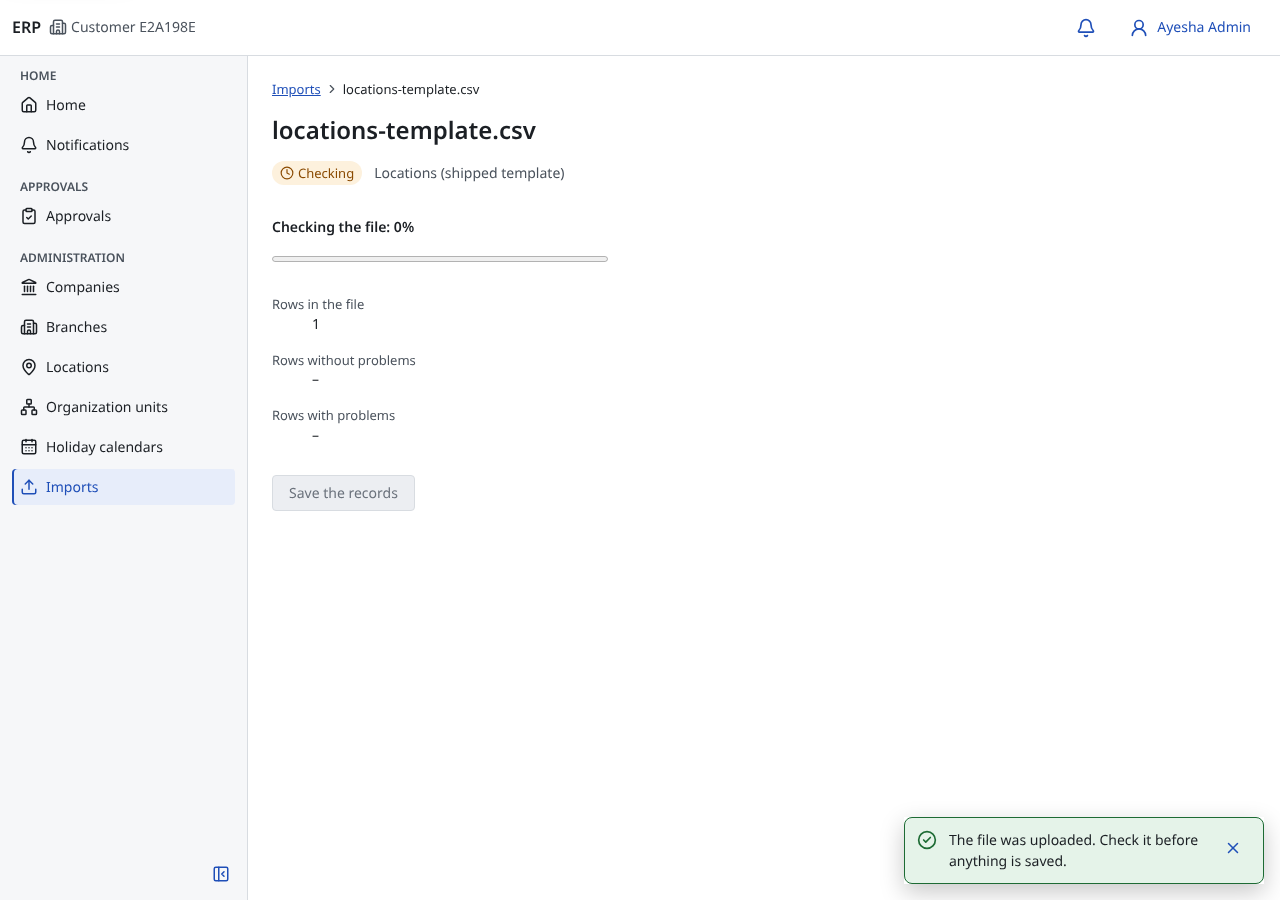 ERP Customer E2A198E
Ayesha Admin
HOME
Home
Notifications
APPROVALS
Approvals
ADMINISTRATION
Companies
Branches
Locations
Organization units
Holiday calendars
Imports
Imports > locations-template.csv
locations-template.csv
Checking Locations (shipped template)
Checking the file: 0%
Rows in the file
1
Rows without problems
–
Rows with problems
–
Save the records
The file was uploaded. Check it before
anything is saved.